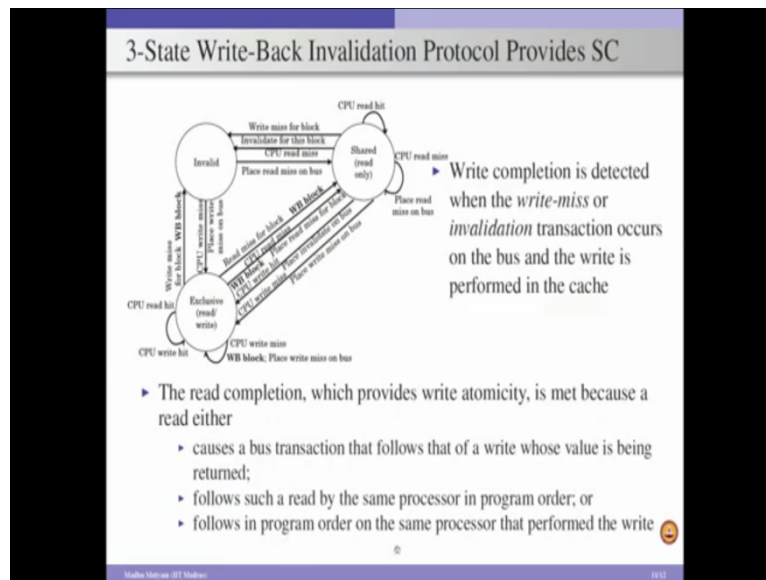 3-State Write-Back Invalidation Protocol Provides SC
CPU read hit
Write miss for block
Invalidate for this block
CPU read miss
Place read miss on bus
Invalid
Shared
(read
only)
CPU read miss
Place read
miss on bus
Write miss
for block WB block
CPU write miss
Place write
miss on bus
Read miss for block WB block
CPU read miss
WB block Place read miss for block
CPU write hit Place invalidate on bus
CPU write miss Place write miss on bus
Exclusive
(read/
write)
CPU read hit
CPU write hit
CPU write miss
WB block; Place write miss on bus
Write completion is detected
when the write-miss or
invalidation transaction occurs
on the bus and the write is
performed in the cache
The read completion, which provides write atomicity, is met because a
read either
causes a bus transaction that follows that of a write whose value is being
returned;
follows such a read by the same processor in program order; or
follows in program order on the same processor that performed the write
Madhu Mutyam (IIT Madras)